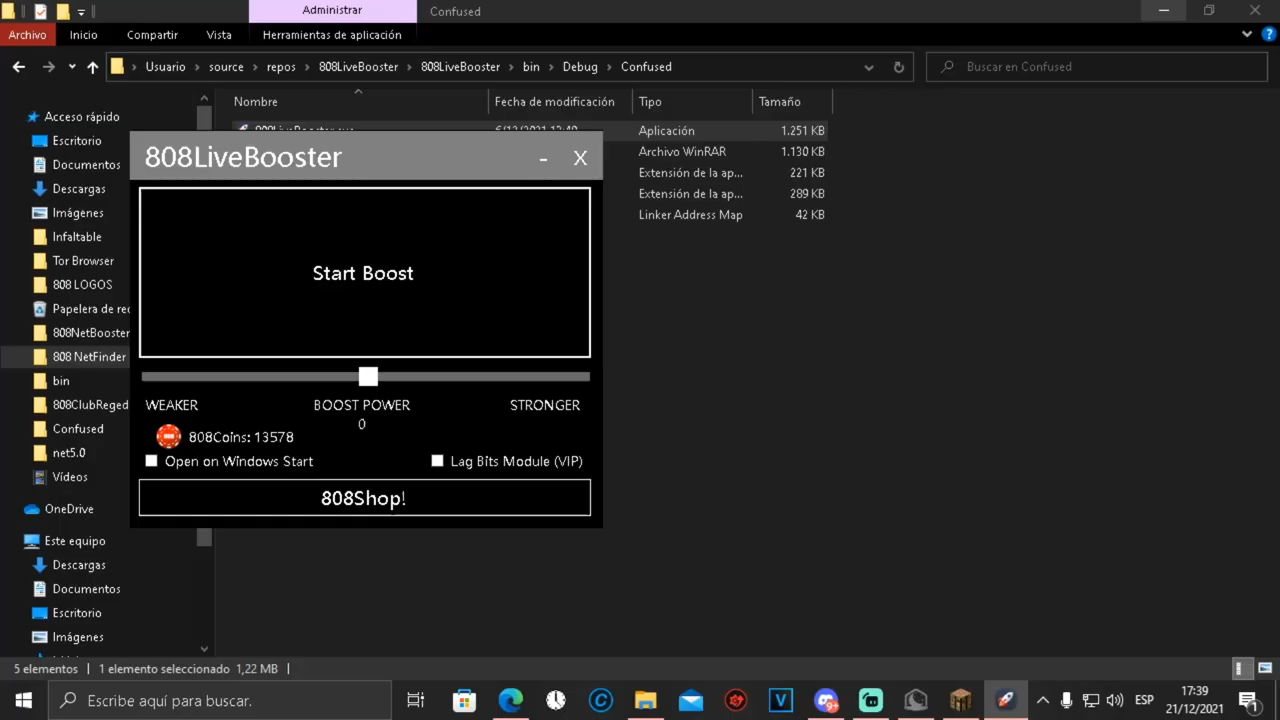 Administrar
Confused
Archivo
Inicio
Compartir
Vista
Herramientas de aplicación
Usuario > source > repos > 808LiveBooster > 808LiveBooster > bin > Debug > Confused
Buscar en Confused
Nombre
Fecha de modificación
Tipo
Tamaño
Acceso rápido
Escritorio
Documentos
Descargas
Imágenes
Infaltable
Tor Browser
808 LOGOS
Papelera de rec
808NetBooster
808 NetFinder
bin
808ClubReged
Confused
net5.0
Vídeos
OneDrive
Este equipo
Descargas
Documentos
Escritorio
Imágenes
Aplicación 1.251 KB
Archivo WinRAR 1.130 KB
Extensión de la ap... 221 KB
Extensión de la ap... 289 KB
Linker Address Map 42 KB
808LiveBooster - X
Start Boost
WEAKER
BOOST POWER
STRONGER
0
808Coins: 13578
Open on Windows Start
Lag Bits Module (VIP)
808Shop!
5 elementos
1 elemento seleccionado 1,22 MB
Escribe aquí para buscar.
ESP
17:39
21/12/2021